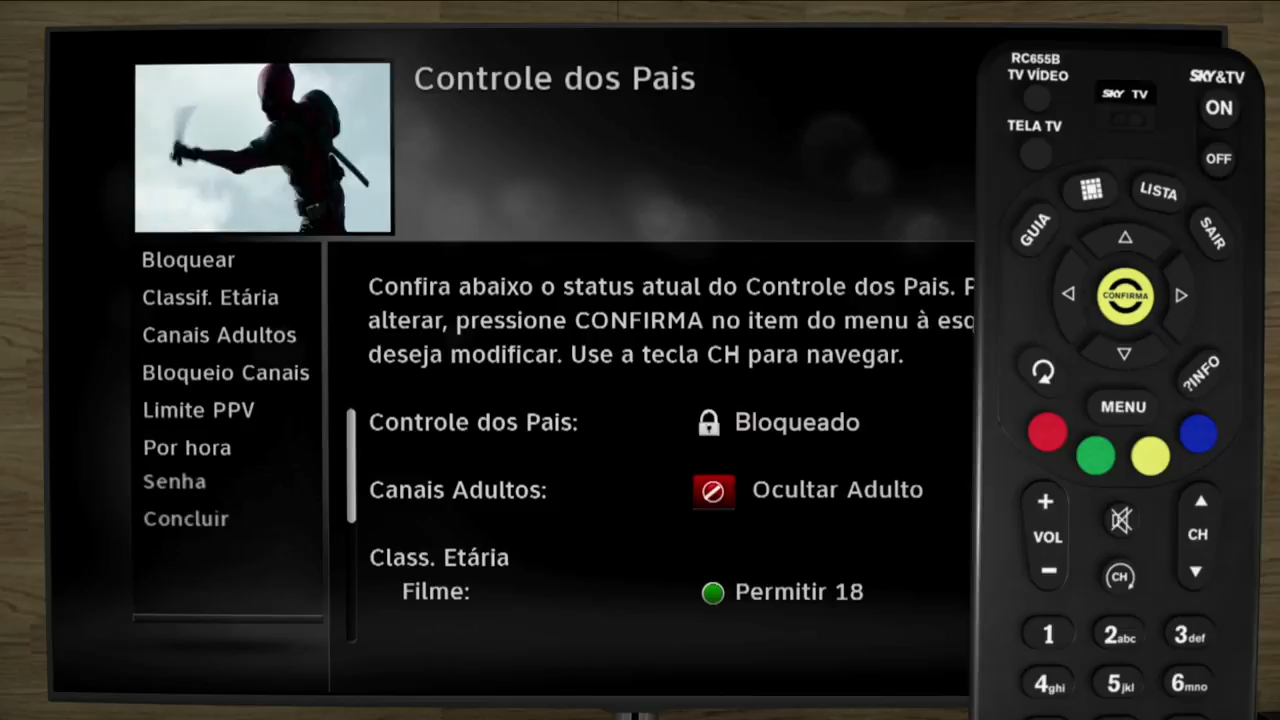 Controle dos Pais
Bloquear
Classif. Etária
Canais Adultos
Bloqueio Canais
Limite PPV
Por hora
Senha
Concluir
Confira abaixo o status atual do Controle dos Pais.
alterar, pressione CONFIRMA no item do menu à
deseja modificar. Use a tecla CH para navegar.
Controle dos Pais: Bloqueado
Canais Adultos: Ocultar Adulto
Class. Etária
Filme: Permitir 18
RC655B
TV VÍDEO
SKY TV
SKY&TV
ON
TELA TV
OFF
LISTA
GUIA
SAIR
CONFIRMA
?INFO
MENU
+
VOL
−
CH
CH
1 2abc 3def
4ghi 5jkl 6mno